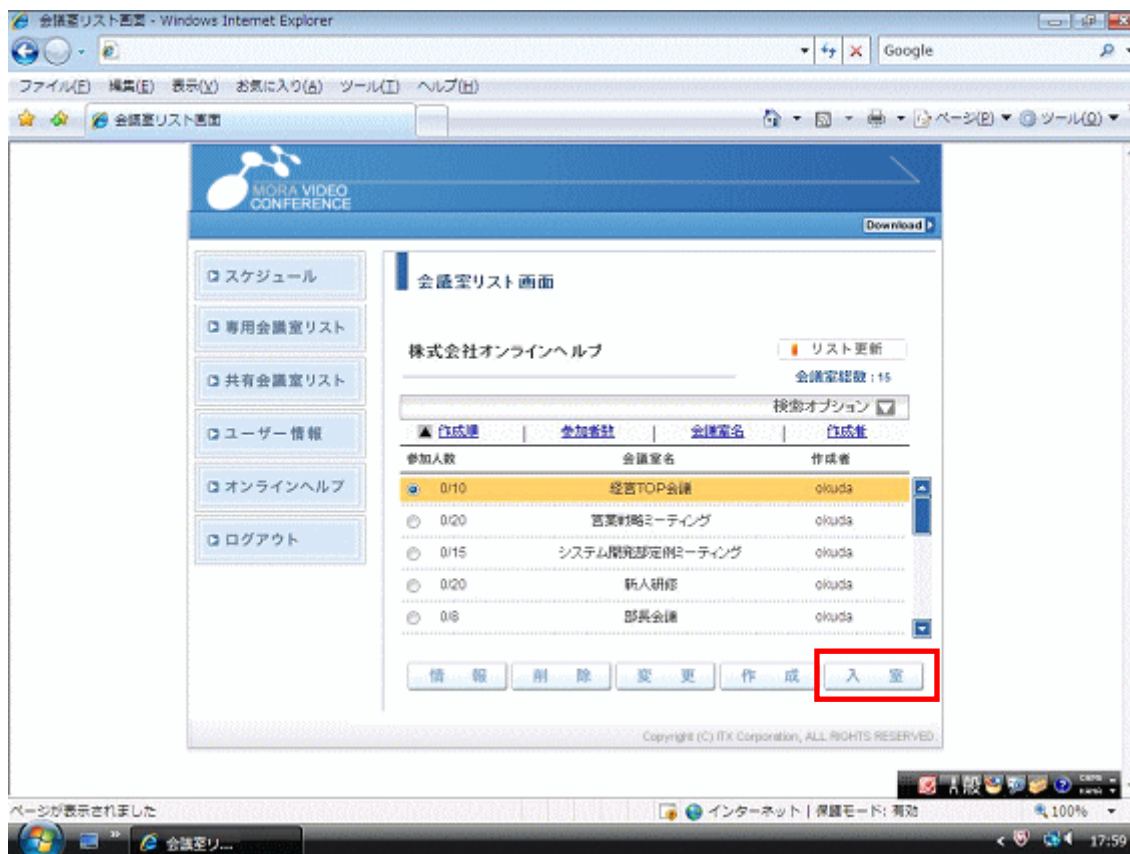 会議室リスト画面 - Windows Internet Explorer
Google
ファイル(F) 編集(E) 表示(V) お気に入り(A) ツール(T) ヘルプ(H)
会議室リスト画面
ページ(P) ツール(O)
MORA VIDEO
CONFERENCE
Download
スケジュール
専用会議室リスト
共有会議室リスト
ユーザー情報
オンラインヘルプ
ログアウト
会議室リスト画面
株式会社オンラインヘルプ
リスト更新
会議室総数 : 15
検索オプション
▲ 作成順 | 参加者数 | 会議室名 | 作成者
参加人数 会議室名 作成者
0/10 経営TOP会議 okuda
0/20 営業戦略ミーティング okuda
0/15 システム開発部定例ミーティング okuda
0/20 新人研修 okuda
0/8 部長会議 okuda
情 報 削 除 変 更 作 成 入 室
Copyright (C) ITX Corporation, ALL RIGHTS RESERVED.
A 般 CAPS
KANA
ページが表示されました インターネット | 保護モード: 有効 100%
会議室リ... 17:59